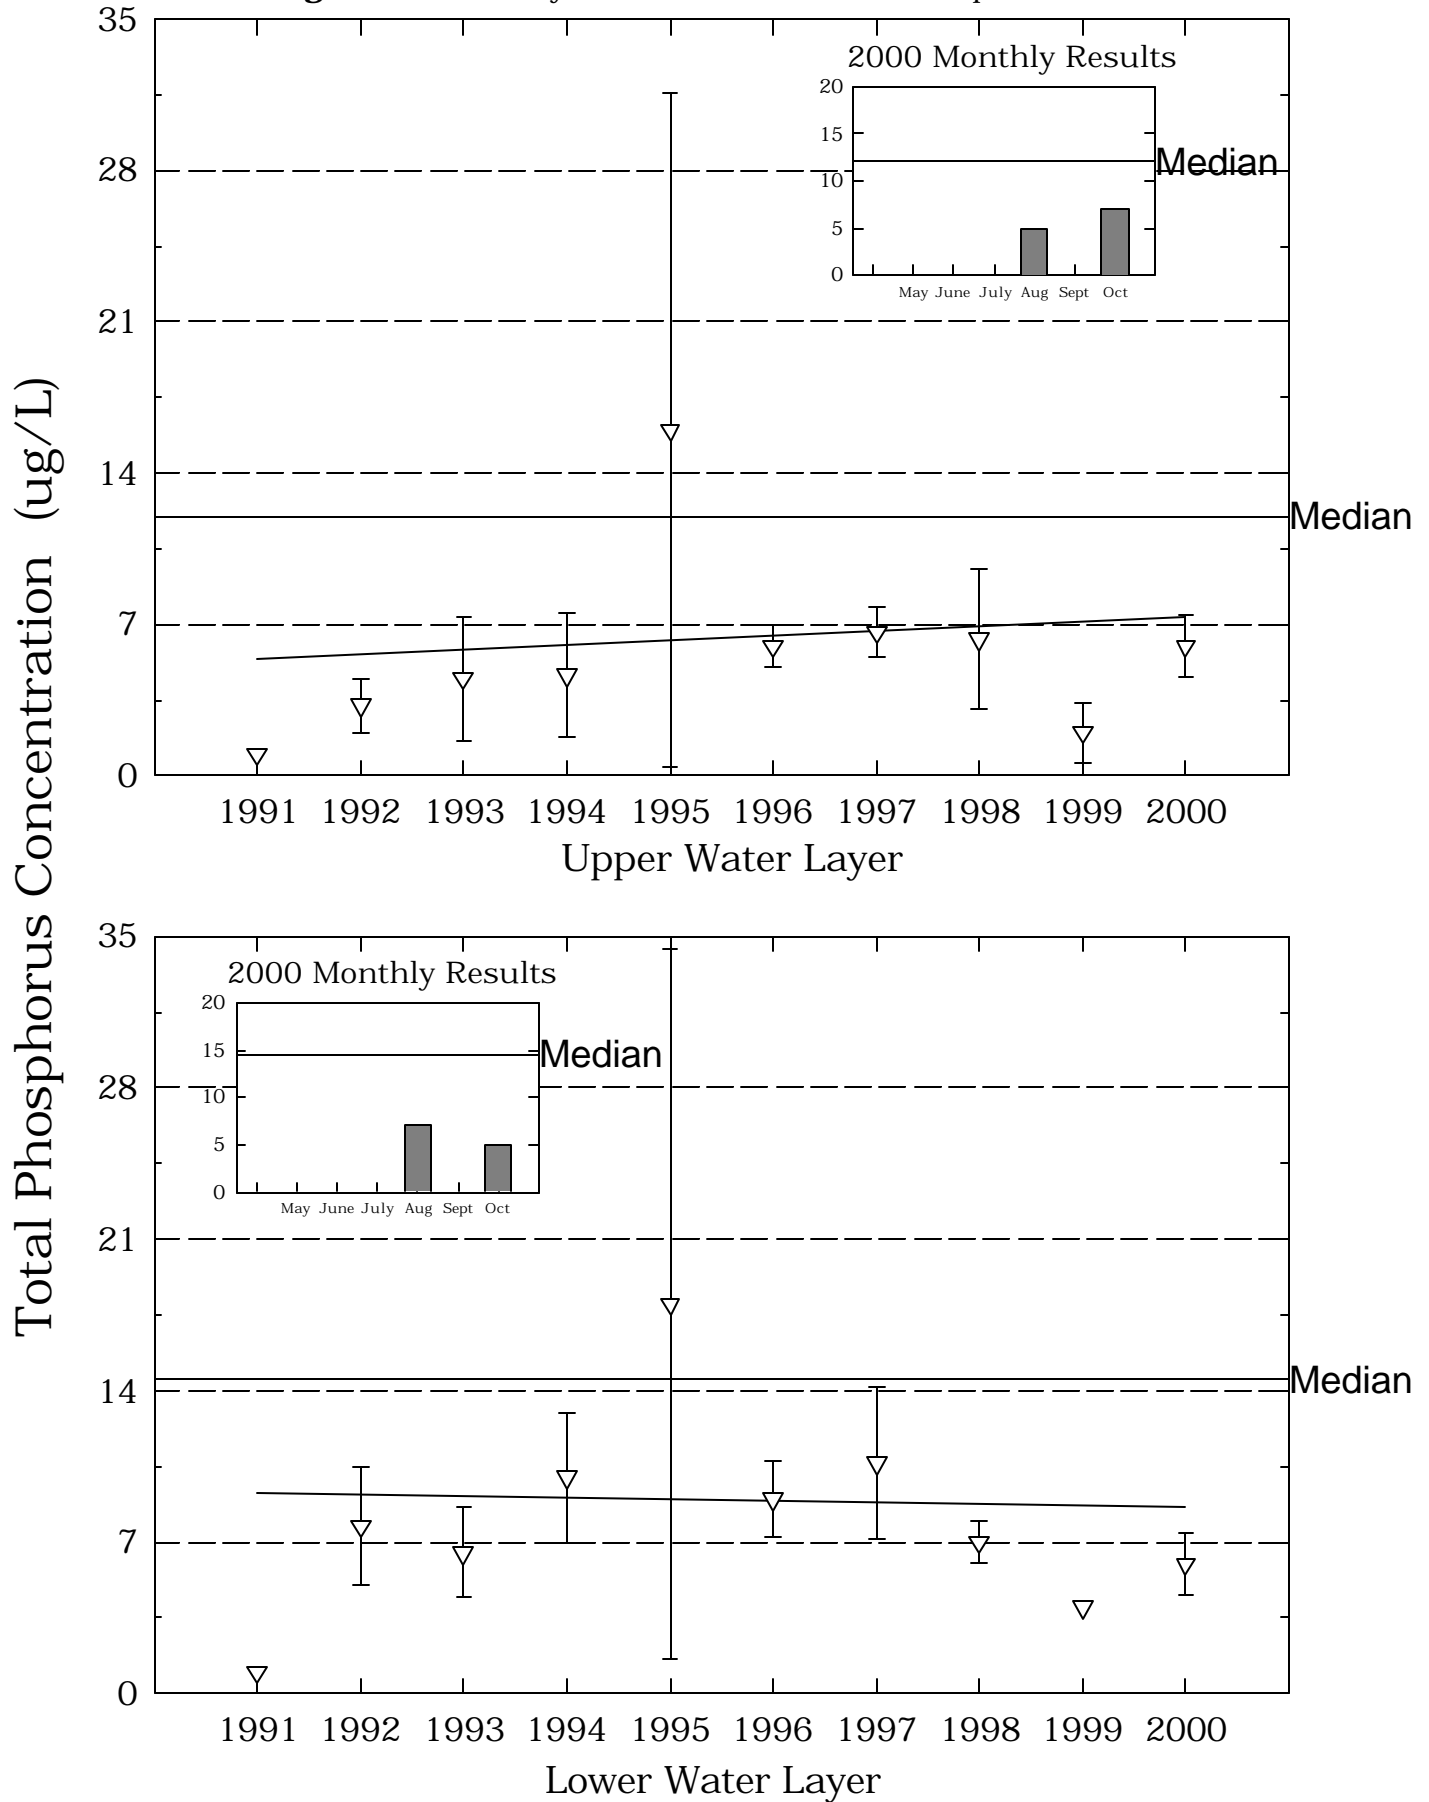 Total Phosphorus Concentration (ug/L)
35
28
21
14
7
0
2000 Monthly Results
20
15
10
5
0
Median
May June July Aug Sept Oct
Median
1991 1992 1993 1994 1995 1996 1997 1998 1999 2000
Upper Water Layer
35
28
21
14
7
0
2000 Monthly Results
20
15
10
5
0
Median
May June July Aug Sept Oct
Median
1991 1992 1993 1994 1995 1996 1997 1998 1999 2000
Lower Water Layer